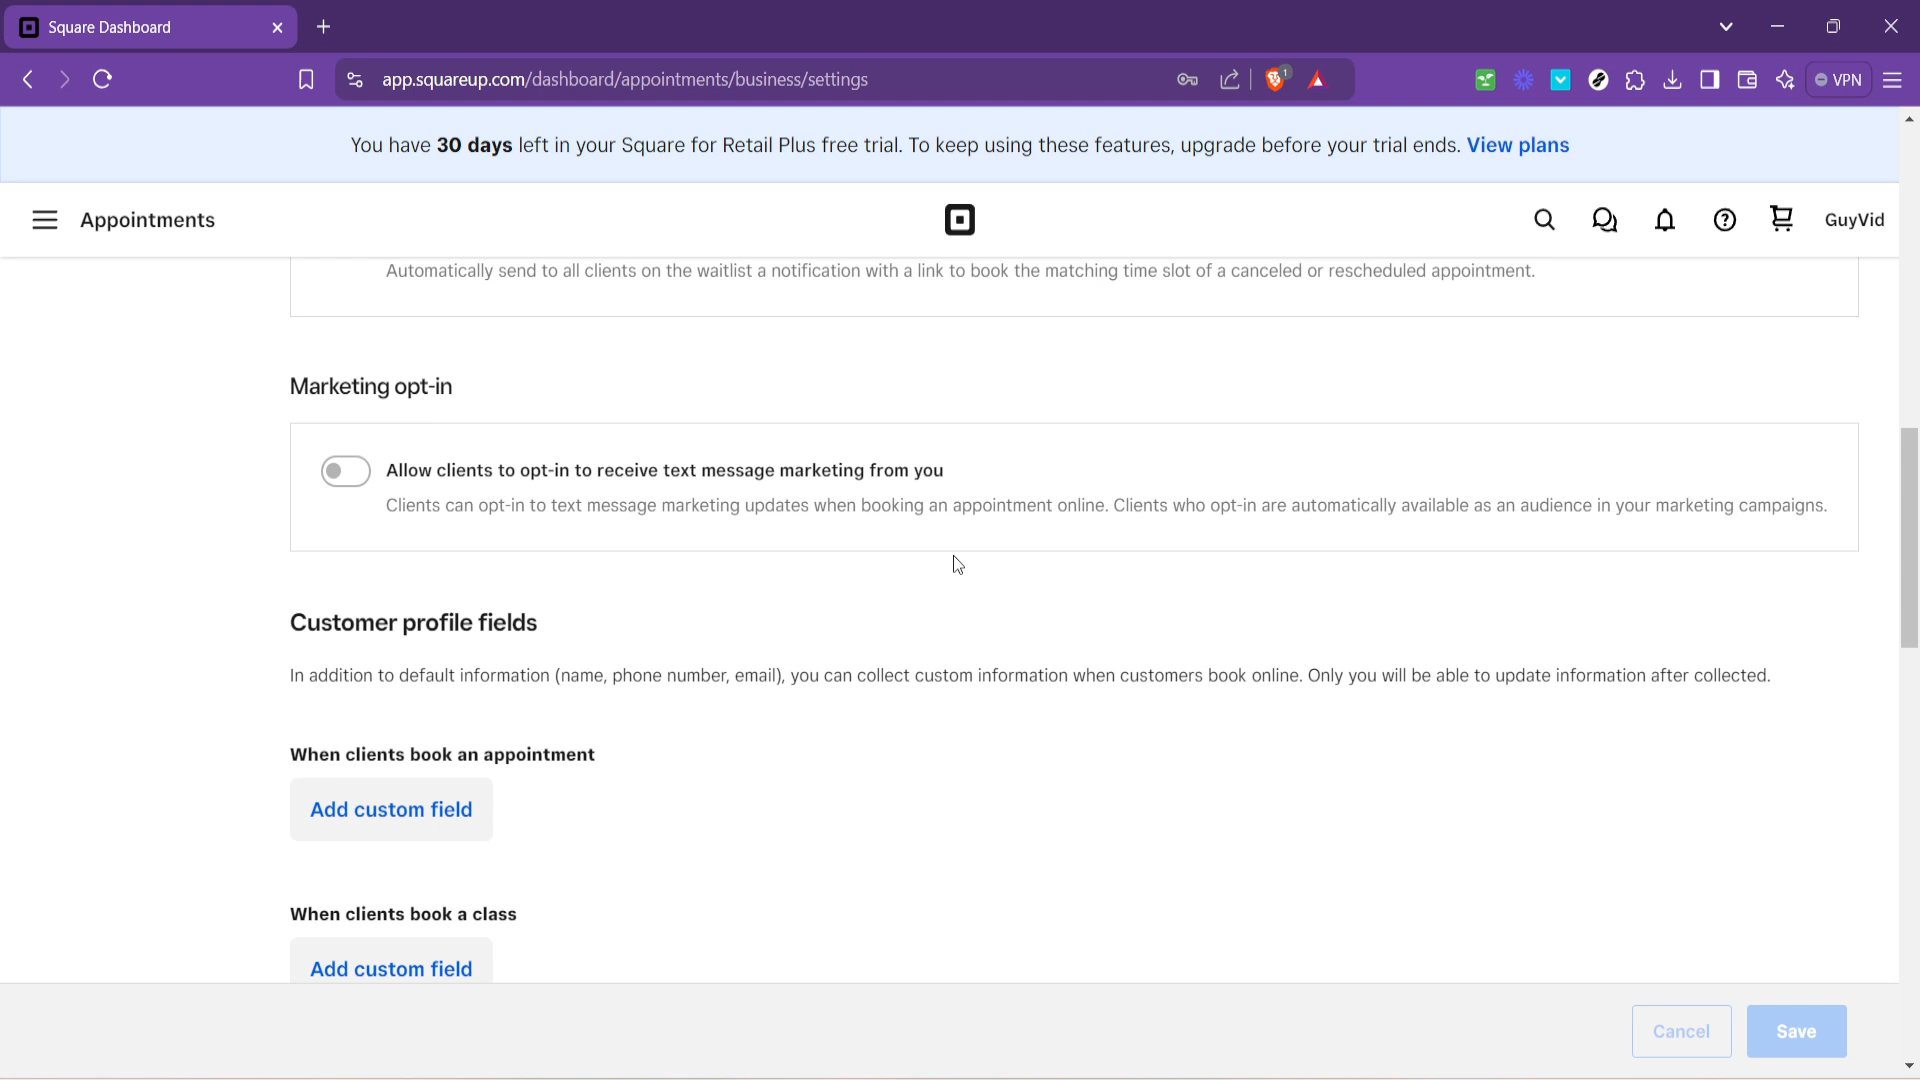 Square Dashboard
app.squareup.com/dashboard/appointments/business/settings
1
VPN
You have 30 days left in your Square for Retail Plus free trial. To keep using these features, upgrade before your trial ends. View plans
Appointments
GuyVid
Automatically send to all clients on the waitlist a notification with a link to book the matching time slot of a canceled or rescheduled appointment.
Marketing opt-in
Allow clients to opt-in to receive text message marketing from you
Clients can opt-in to text message marketing updates when booking an appointment online. Clients who opt-in are automatically available as an audience in your marketing campaigns.
Customer profile fields
In addition to default information (name, phone number, email), you can collect custom information when customers book online. Only you will be able to update information after collected.
When clients book an appointment
Add custom field
When clients book a class
Add custom field
Cancel
Save